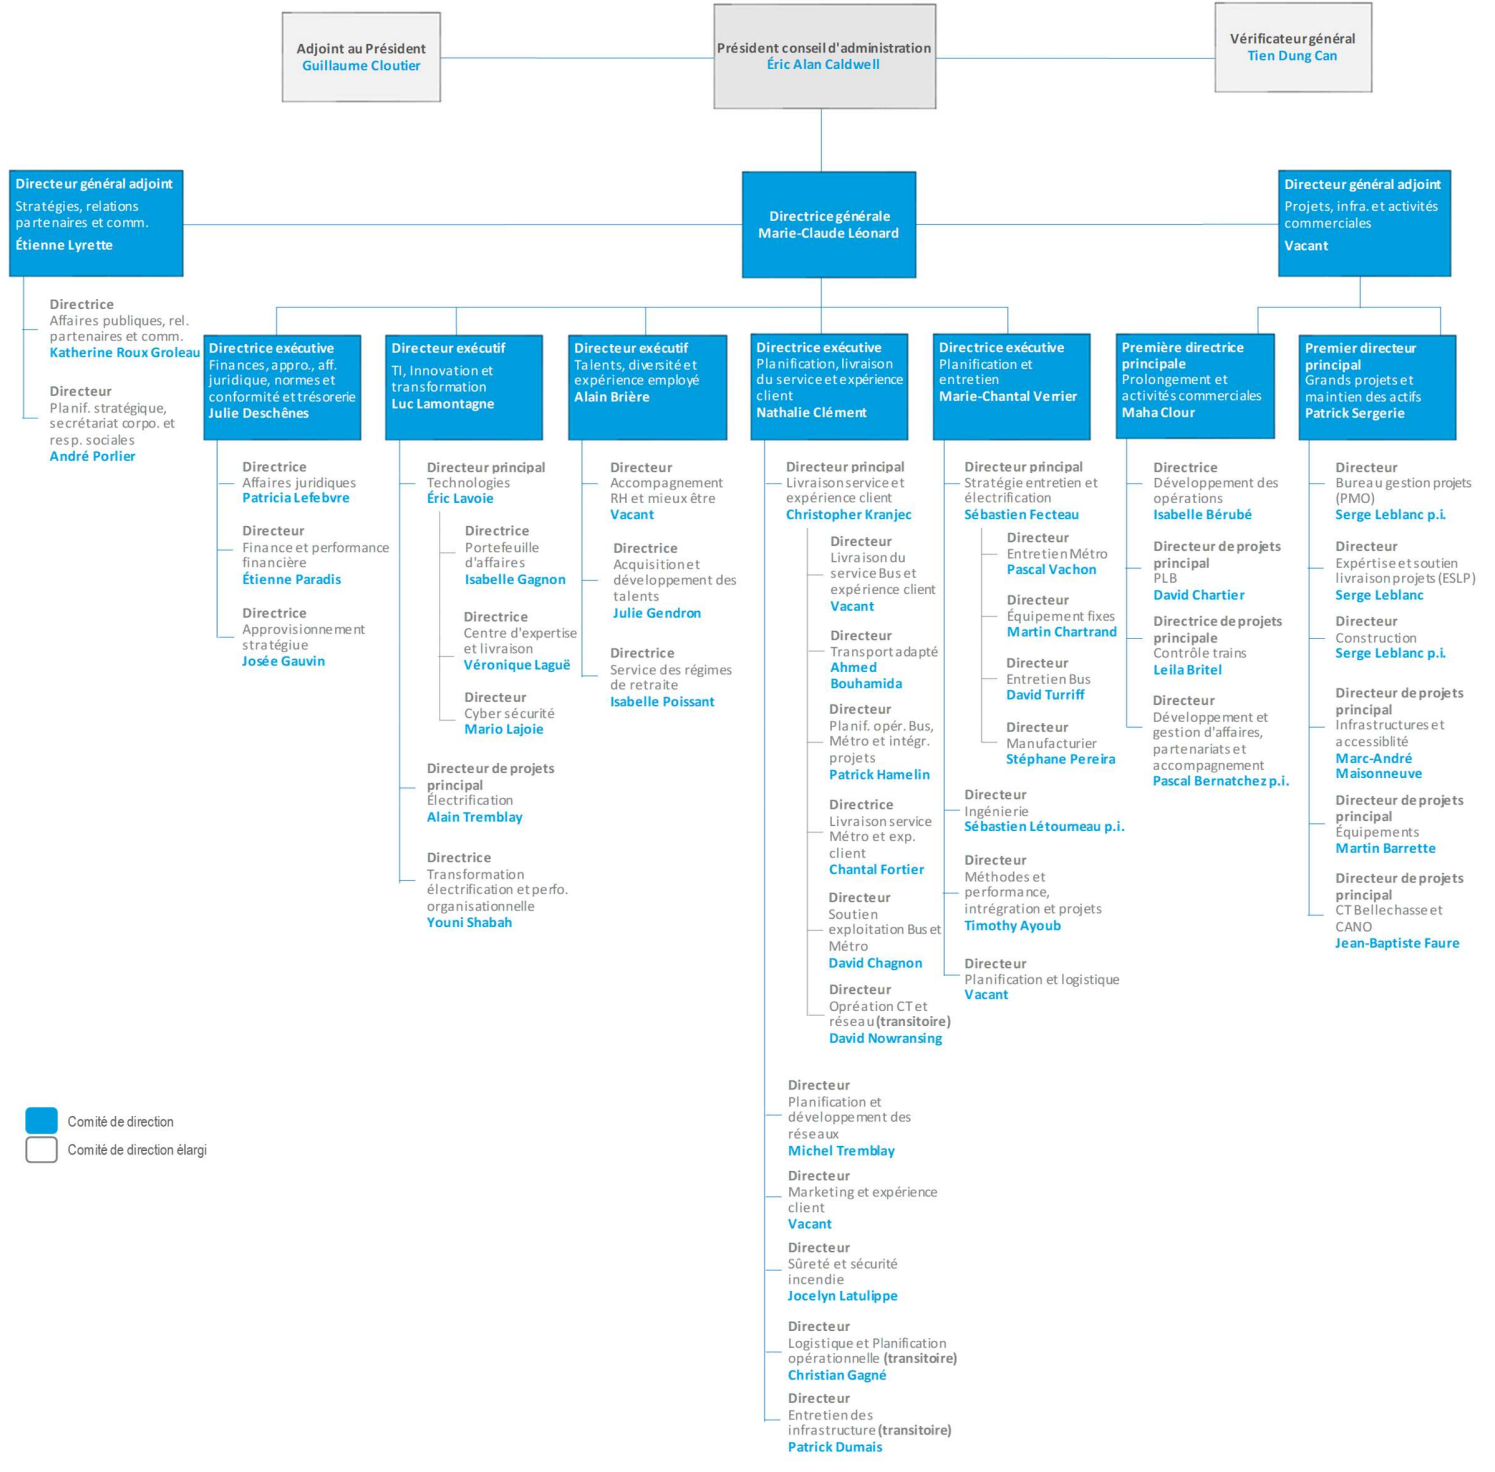 Adjoint au Président
Guillaume Cloutier
Président conseil d'administration
Éric Alan Caldwell
Vérificateur général
Tien Dung Can
Directeur général adjoint
Stratégies, relations
partenaires et comm.
Étienne Lyrette
Directrice générale
Marie-Claude Léonard
Directeur général adjoint
Projets, infra. et activités
commerciales
Vacant
Directrice
Affaires publiques, rel.
partenaires et comm.
Katherine Roux Groleau
Directeur
Planif. stratégique,
secrétariat corpo. et
resp. sociales
André Porlier
Directrice exécutive
Finances, appro., aff.
juridique, normes et
conformité et trésorerie
Julie Deschênes
Directrice
Affaires juridiques
Patricia Lefebvre
Directeur
Finance et performance
financière
Étienne Paradis
Directrice
Approvisionnement
stratégiue
Josée Gauvin
Directeur exécutif
TI, Innovation et
transformation
Luc Lamontagne
Directeur principal
Technologies
Éric Lavoie
Directrice
Portefeuille
d'affaires
Isabelle Gagnon
Directrice
Centre d'expertise
et livraison
Véronique Laguë
Directeur
Cyber sécurité
Mario Lajoie
Directeur de projets
principal
Électrification
Alain Tremblay
Directrice
Transformation
électrification et perfo.
organisationnelle
Youni Shabah
Directeur exécutif
Talents, diversité et
expérience employé
Alain Brière
Directeur
Accompagnement
RH et mieux être
Vacant
Directrice
Acquisition et
développement des
talents
Julie Gendron
Directrice
Service des régimes
de retraite
Isabelle Poissant
Directrice exécutive
Planification, livraison
du service et expérience
client
Nathalie Clément
Directeur principal
Livraison service et
expérience client
Christopher Kranjec
Directeur
Livraison du
service Bus et
expérience client
Vacant
Directeur
Transport adapté
Ahmed
Bouhamida
Directeur
Planif. opér. Bus,
Métro et intégr.
projets
Patrick Hamelin
Directrice
Livraison service
Métro et exp.
client
Chantal Fortier
Directeur
Soutien
exploitation Bus et
Métro
David Chagnon
Directeur
Opréation CT et
réseau (transitoire)
David Nowransing
Directeur
Planification et
développement des
réseaux
Michel Tremblay
Directeur
Marketing et expérience
client
Vacant
Directeur
Sûreté et sécurité
incendie
Jocelyn Latulippe
Directeur
Logistique et Planification
opérationnelle (transitoire)
Christian Gagné
Directeur
Entretien des
infrastructure (transitoire)
Patrick Dumais
Directrice exécutive
Planification et
entretien
Marie-Chantal Verrier
Directeur principal
Stratégie entretien et
électrification
Sébastien Fecteau
Directeur
Entretien Métro
Pascal Vachon
Directeur
Équipement fixes
Martin Chartrand
Directeur
Entretien Bus
David Turriff
Directeur
Manufacturier
Stéphane Pereira
Directeur
Ingénierie
Sébastien Létourneau p.i.
Directeur
Méthodes et
performance,
intrégration et projets
Timothy Ayoub
Directeur
Planification et logistique
Vacant
Première directrice
principale
Prolongement et
activités commerciales
Maha Clour
Directrice
Développement des
opérations
Isabelle Bérubé
Directeur de projets
principal
PLB
David Chartier
Directrice de projets
principale
Contrôle trains
Leila Britel
Directeur
Développement et
gestion d'affaires,
partenariats et
accompagnement
Pascal Bernatchez p.i.
Premier directeur
principal
Grands projets et
maintien des actifs
Patrick Sergerie
Directeur
Bureau gestion projets
(PMO)
Serge Leblanc p.i.
Directeur
Expértise et soutien
livraison projets (ESLP)
Serge Leblanc
Directeur
Construction
Serge Leblanc p.i.
Directeur de projets
principal
Infrastructures et
accessiblité
Marc-André
Maisonneuve
Directeur de projets
principal
Équipements
Martin Barrette
Directeur de projets
principal
CT Bellechasse et
CANO
Jean-Baptiste Faure
Comité de direction
Comité de direction élargi